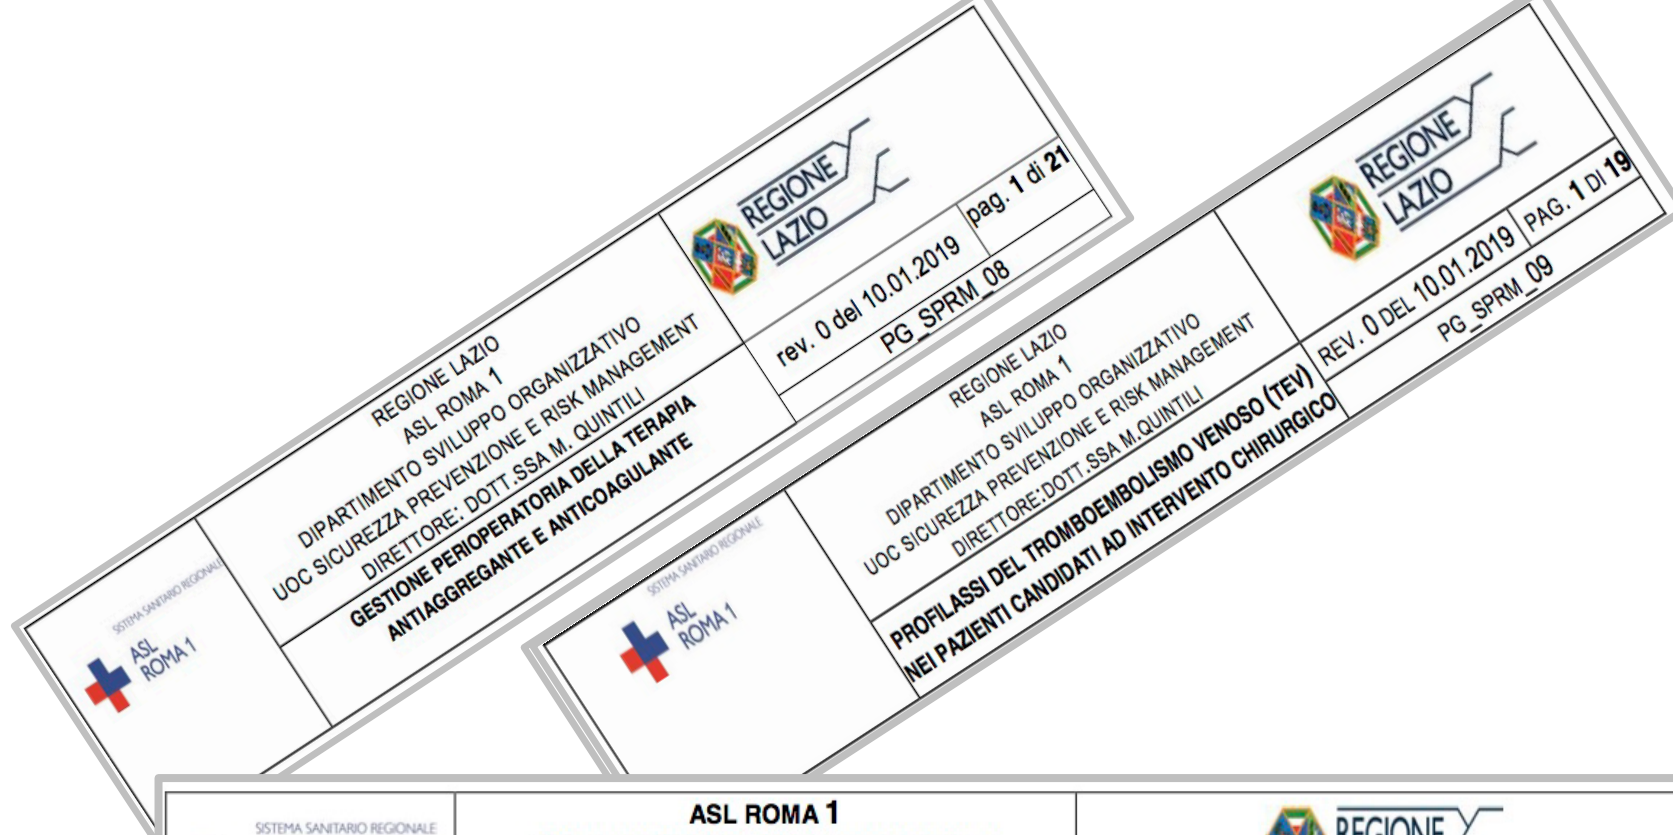 SISTEMA SANITARIO REGIONALE
ASL
ROMA 1
REGIONE LAZIO
ASL ROMA 1
DIPARTIMENTO SVILUPPO ORGANIZZATIVO
UOC SICUREZZA PREVENZIONE E RISK MANAGEMENT
DIRETTORE: DOTT.SSA M. QUINTILI
GESTIONE PERIOPERATORIA DELLA TERAPIA
ANTIAGGREGANTE E ANTICOAGULANTE
REGIONE
LAZIO
rev. 0 del 10.01.2019
pag. 1 di 21
PG_SPRM_08
SISTEMA SANITARIO REGIONALE
ASL
ROMA 1
REGIONE LAZIO
ASL ROMA 1
DIPARTIMENTO SVILUPPO ORGANIZZATIVO
UOC SICUREZZA PREVENZIONE E RISK MANAGEMENT
DIRETTORE:DOTT.SSA M.QUINTILI
PROFILASSI DEL TROMBOEMBOLISMO VENOSO (TEV)
NEI PAZIENTI CANDIDATI AD INTERVENTO CHIRURGICO
REGIONE
LAZIO
REV. 0 DEL 10.01.2019
PAG. 1 DI 19
PG_SPRM_09
SISTEMA SANITARIO REGIONALE
ASL ROMA 1
REGIONE